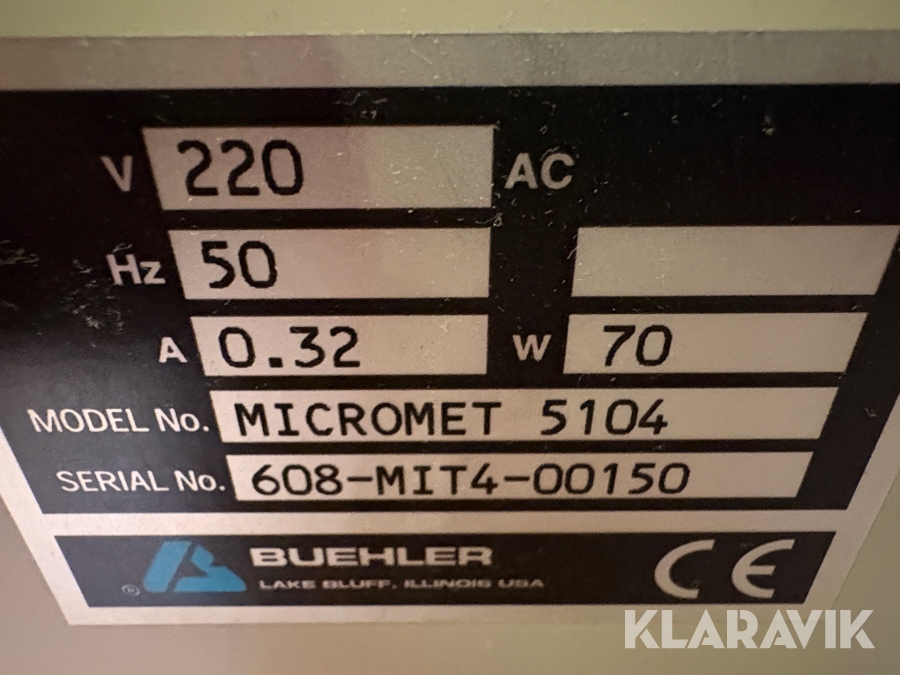 V 220 AC
Hz 50
A 0.32 W 70
MODEL No. MICROMET 5104
SERIAL No. 608-MIT4-00150
® BUEHLER
LAKE BLUFF, ILLINOIS USA
CE
KLARAVIK